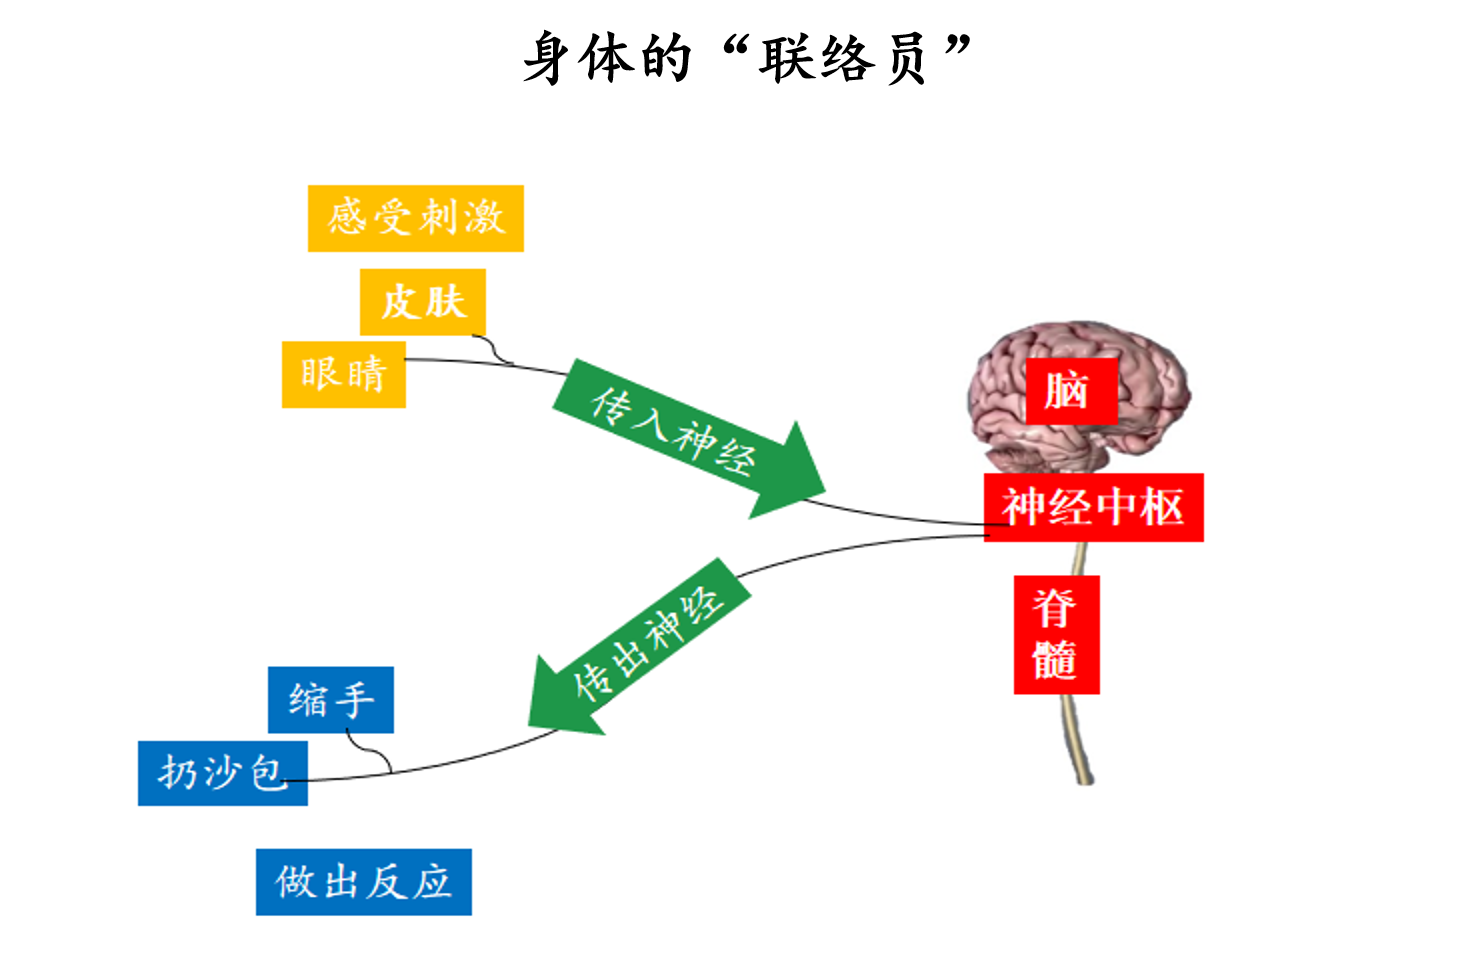 身体的“联络员”
感受刺激
皮肤
眼睛
传入神经
脑
神经中枢
脊
髓
传出神经
缩手
扔沙包
做出反应